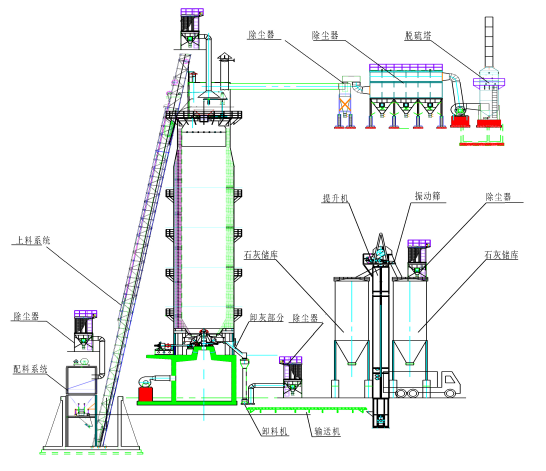 除尘器
除尘器
脱硫塔
提升机
振动筛
除尘器
上料系统
石灰储库
石灰储库
除尘器
卸灰部分
除尘器
配料系统
卸料机
输送机